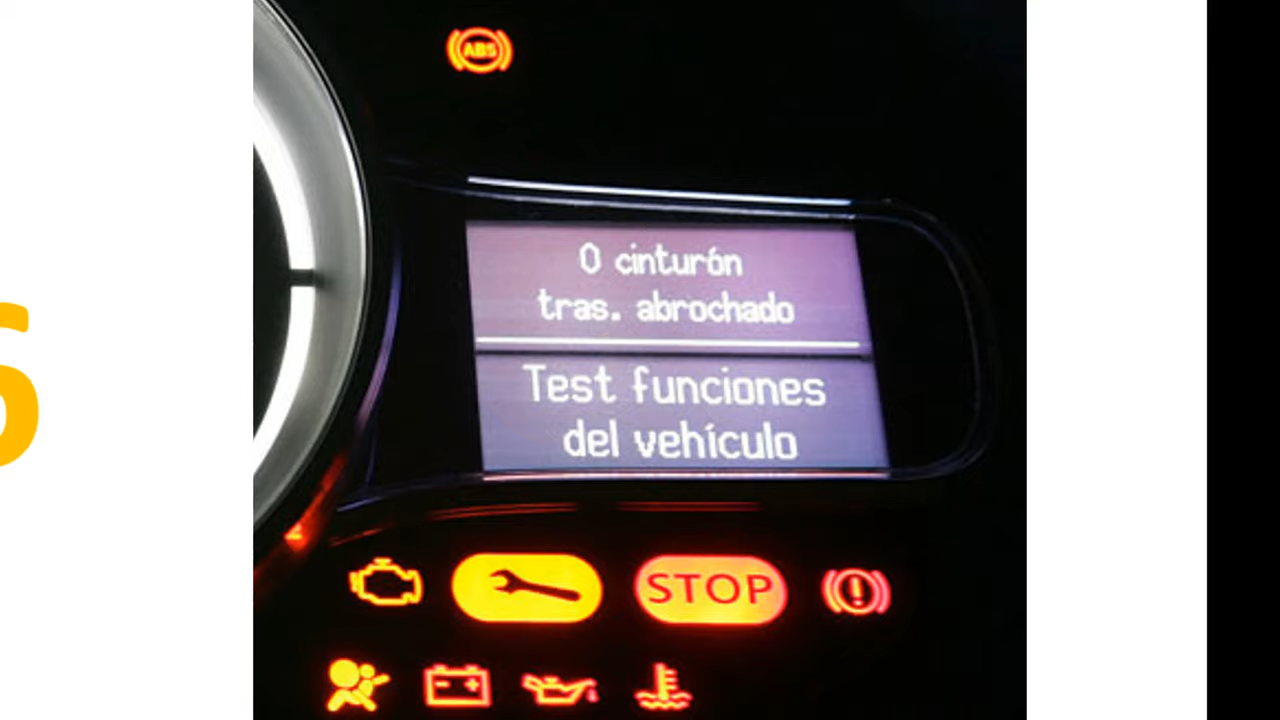 ABS
0 cinturón
tras. abrochado
Test funciones
del vehículo
STOP